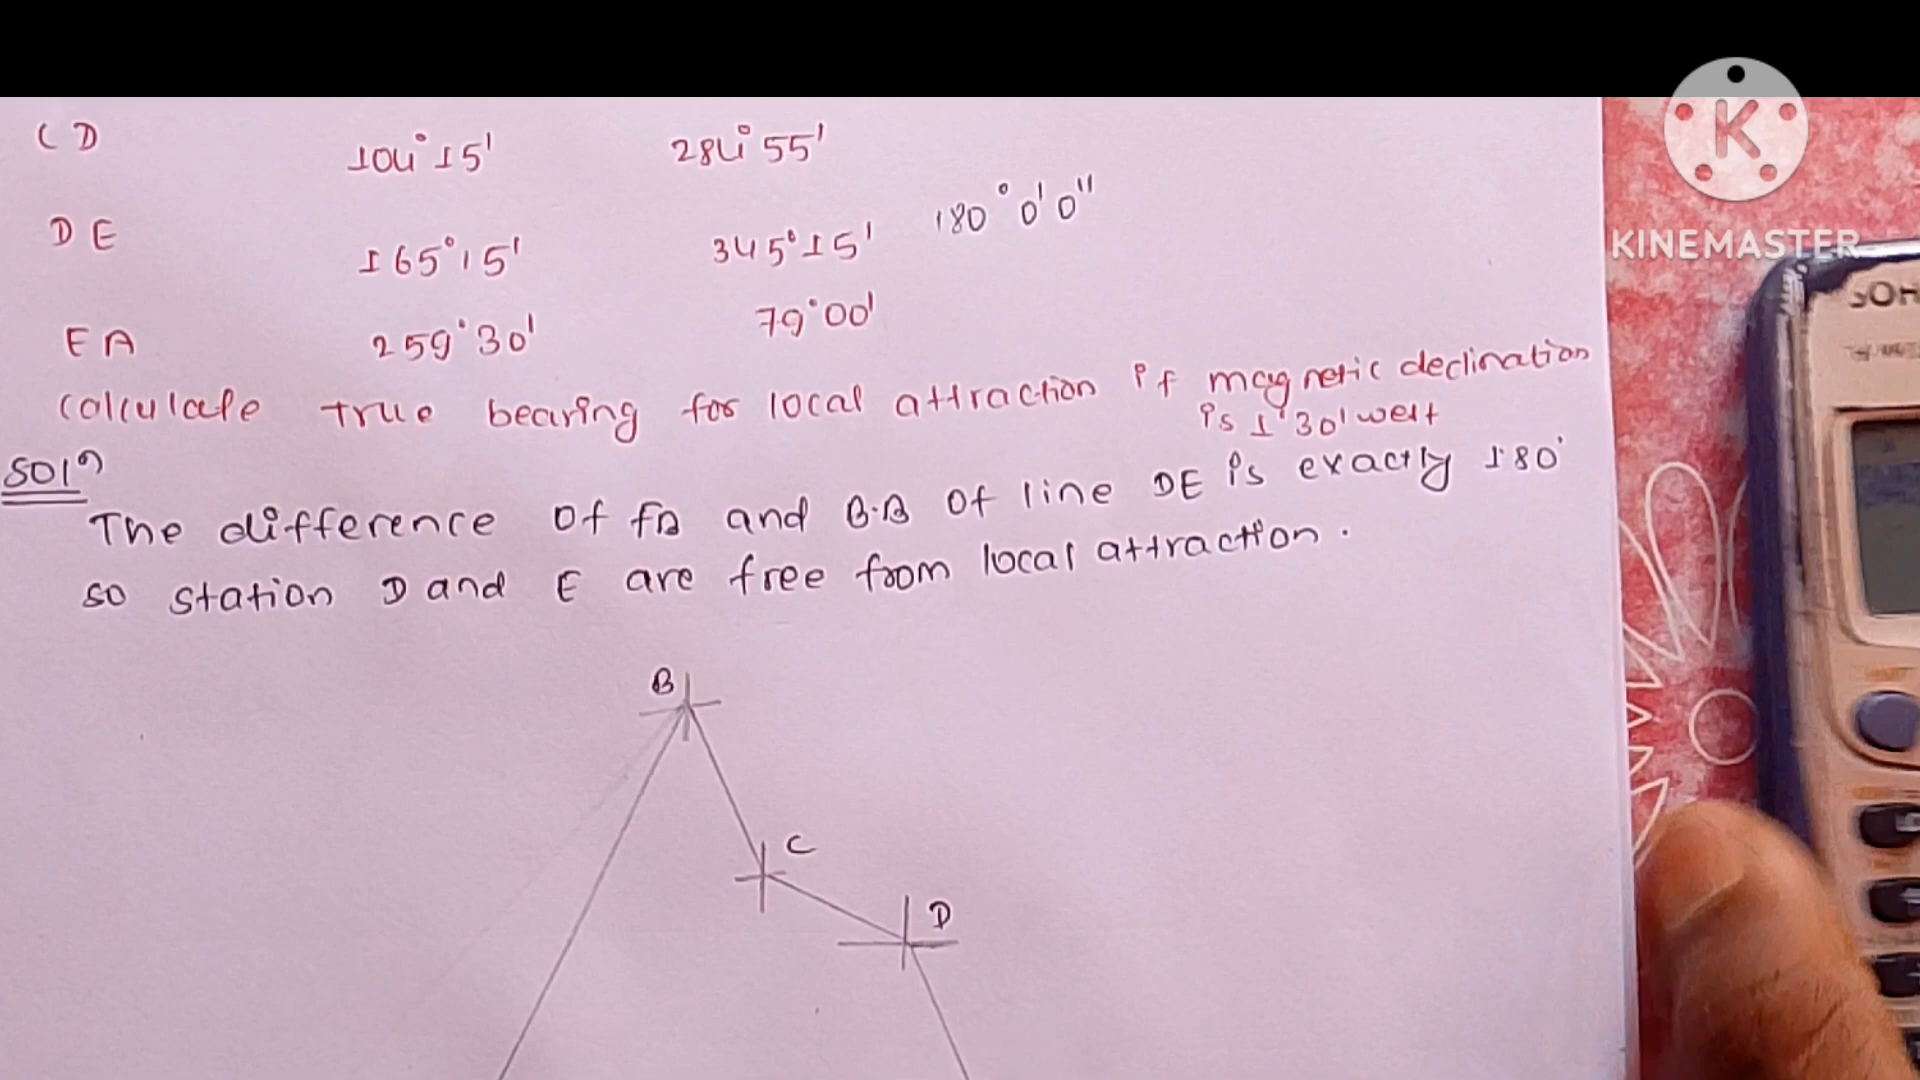 CD 104°15' 284°55'
DE 165°15' 345°15' 180°0'0"
EA 259°30' 79°00'
calculate true bearing for local attraction if magnetic declination
is 1°30' west
Soln
The difference of FB and B.B of line DE is exactly 180°
so station D and E are free from local attraction.
B
C
D
K
KINEMASTER